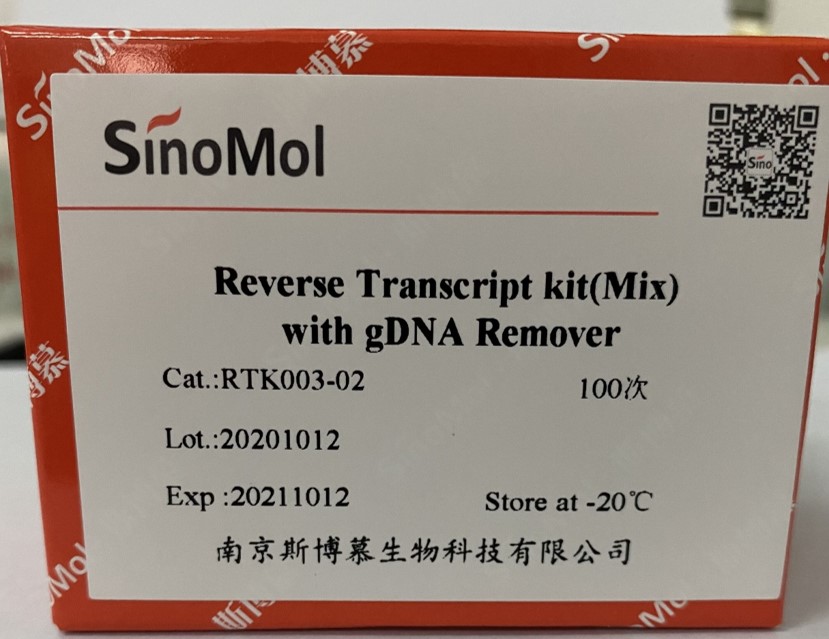 SinoMol
Sino
Reverse Transcript kit(Mix)
with gDNA Remover
Cat.:RTK003-02 100次
Lot.:20201012
Exp :20211012 Store at -20℃
南京斯博慕生物科技有限公司